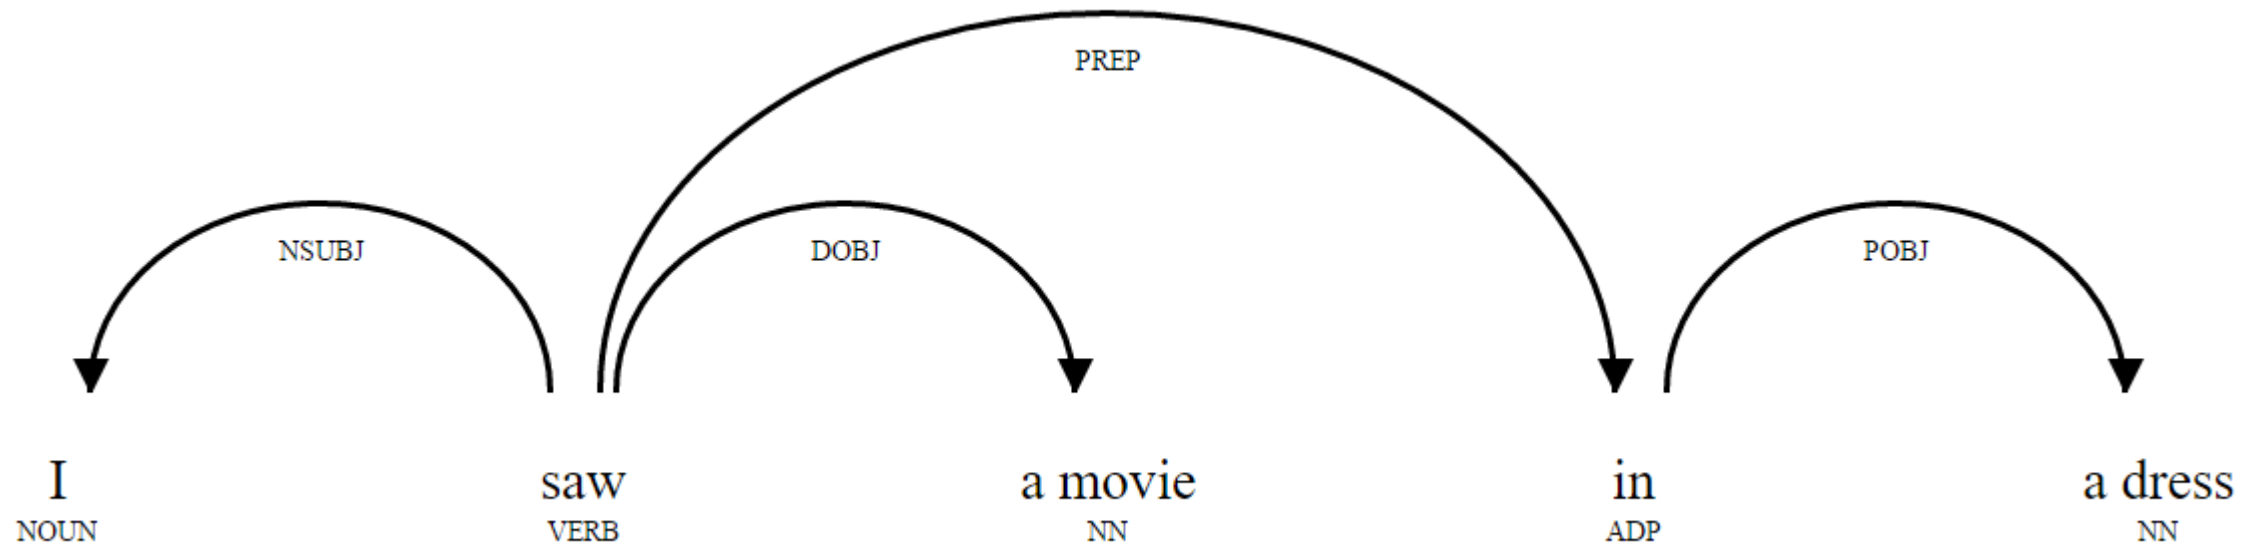 PREP
NSUBJ DOBJ POBJ
I saw a movie in a dress
NOUN VERB NN ADP NN